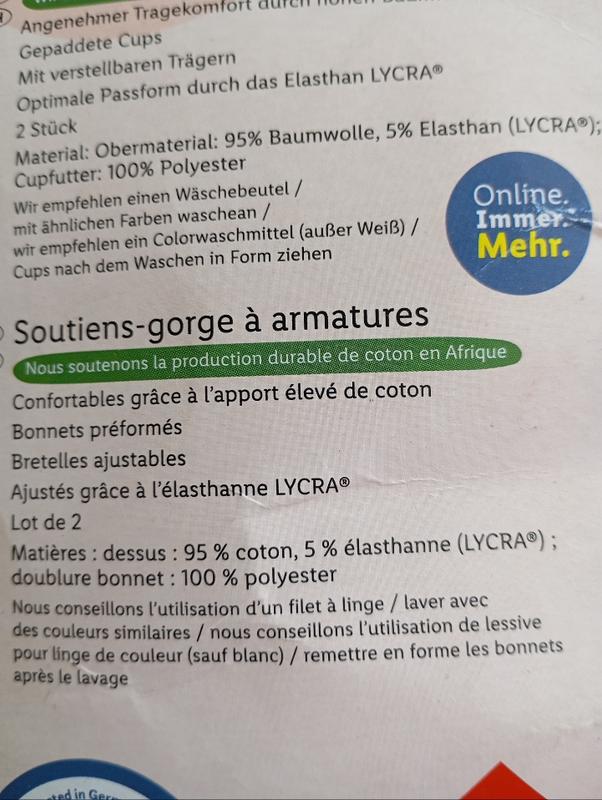 Angenehmer Tragekomfort durch hohen
Gepaddete Cups
Mit verstellbaren Trägern
Optimale Passform durch das Elasthan LYCRA®
2 Stück
Material: Obermaterial: 95% Baumwolle, 5% Elasthan (LYCRA®);
Cupfutter: 100% Polyester
Wir empfehlen einen Wäschebeutel /
mit ähnlichen Farben waschean /
wir empfehlen ein Colorwaschmittel (außer Weiß) /
Cups nach dem Waschen in Form ziehen
Online.
Immer.
Mehr.
Soutiens-gorge à armatures
Nous soutenons la production durable de coton en Afrique
Confortables grâce à l'apport élevé de coton
Bonnets préformés
Bretelles ajustables
Ajustés grâce à l'élasthanne LYCRA®
Lot de 2
Matières : dessus : 95 % coton, 5 % élasthanne (LYCRA®) ;
doublure bonnet : 100 % polyester
Nous conseillons l'utilisation d'un filet à linge / laver avec
des couleurs similaires / nous conseillons l'utilisation de lessive
pour linge de couleur (sauf blanc) / remettre en forme les bonnets
après le lavage
in